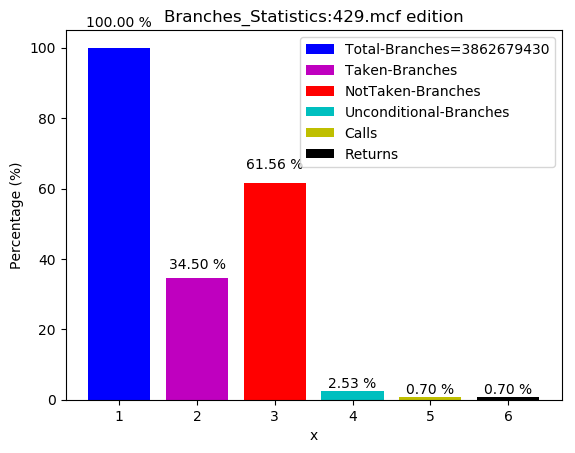 Branches_Statistics:429.mcf edition
100.00 %
34.50 %
61.56 %
2.53 %
0.70 %
0.70 %
Total-Branches=3862679430
Taken-Branches
NotTaken-Branches
Unconditional-Branches
Calls
Returns
Percentage (%)
100
80
60
40
20
0
1 2 3 4 5 6
x